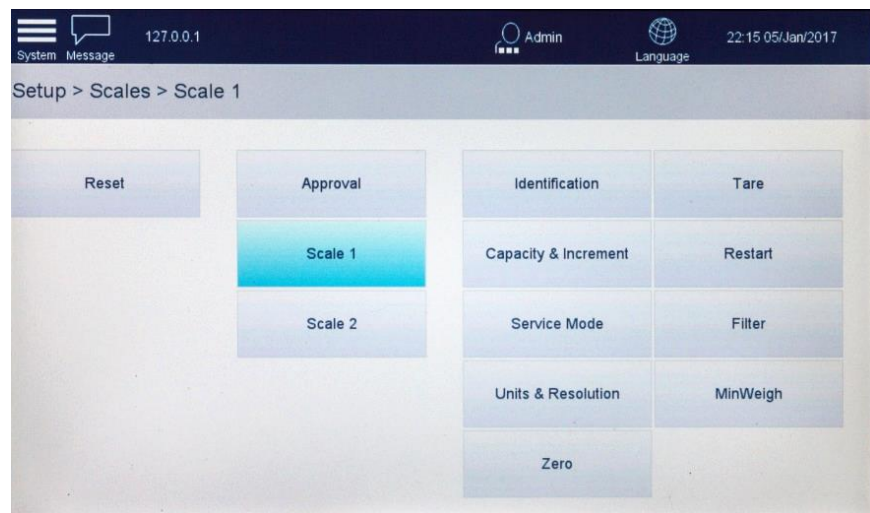 System Message 127.0.0.1 Admin Language 22:15 05/Jan/2017
Setup > Scales > Scale 1
Reset Approval Identification Tare
Scale 1 Capacity & Increment Restart
Scale 2 Service Mode Filter
Units & Resolution MinWeigh
Zero